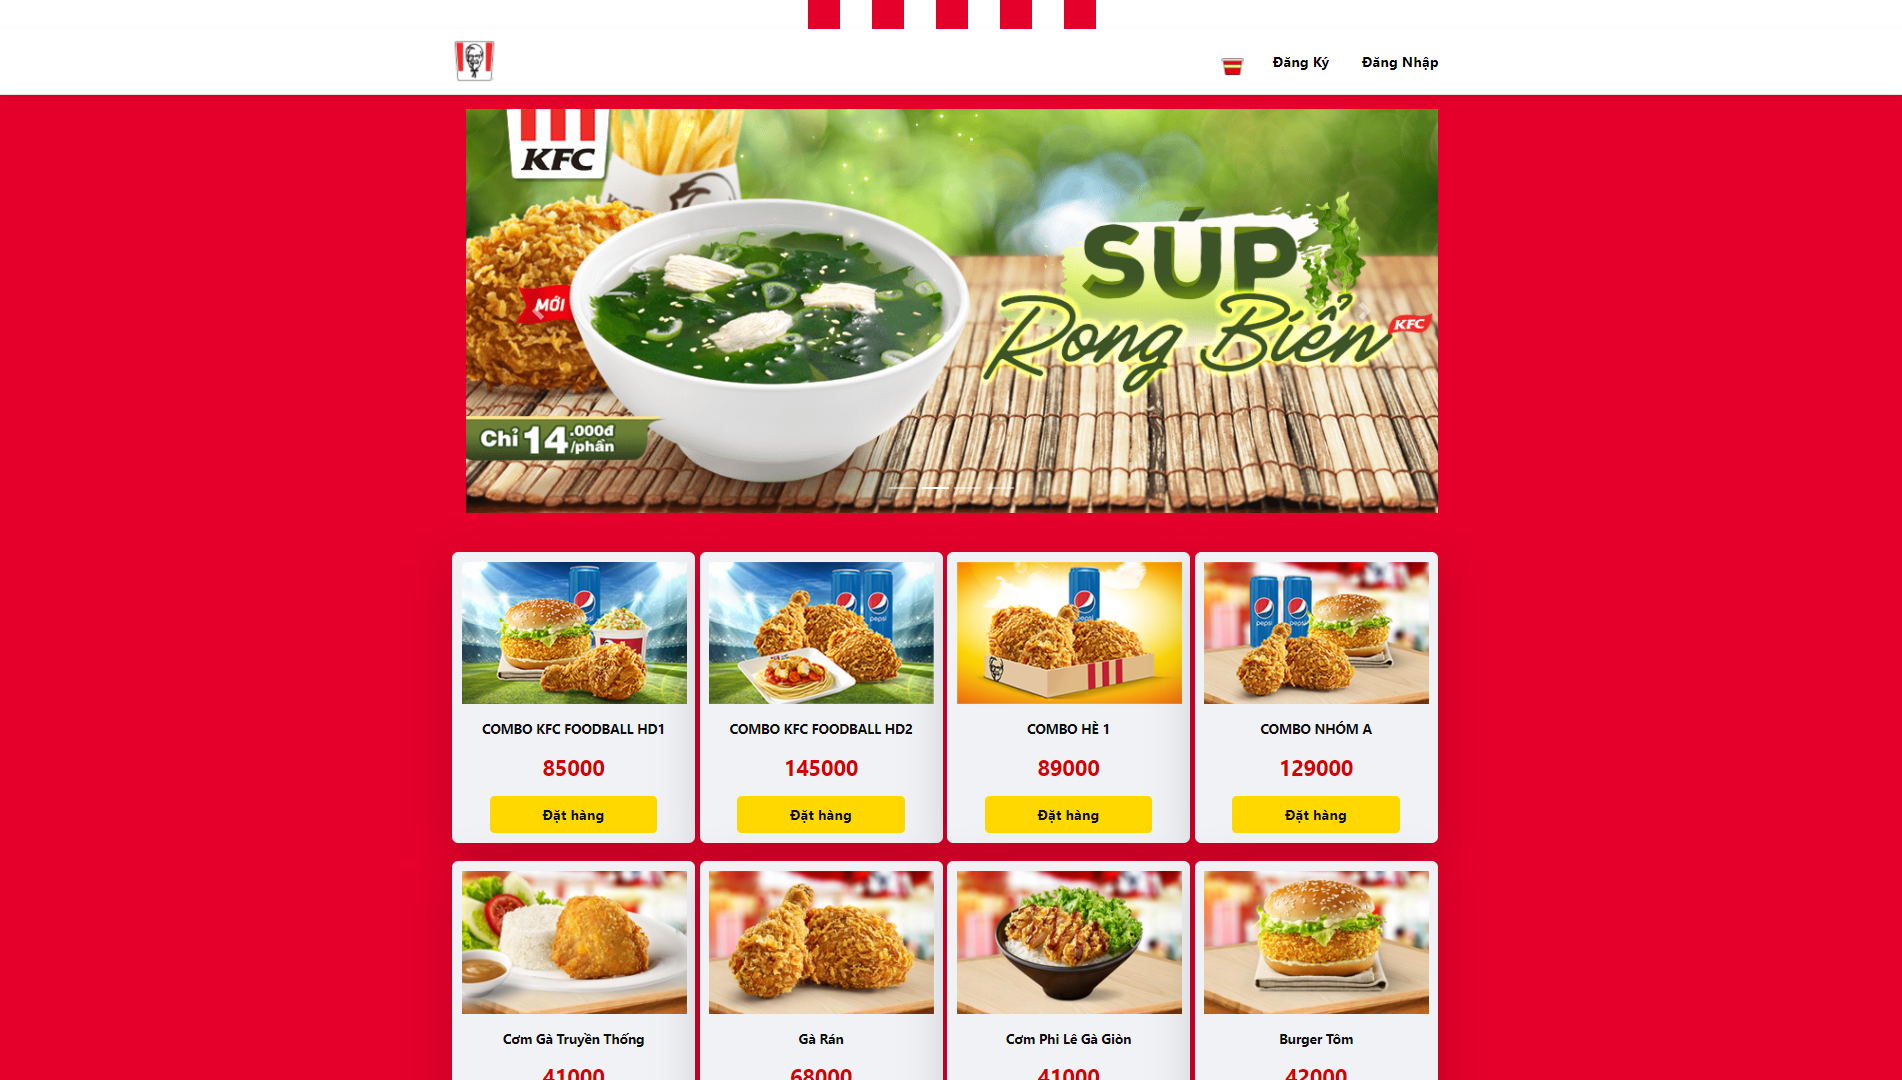 Đăng Ký
Đăng Nhập
KFC
MỚI
SÚP
Rong Biển
KFC
Chỉ 14.000đ/phần
COMBO KFC FOODBALL HD1
COMBO KFC FOODBALL HD2
COMBO HÈ 1
COMBO NHÓM A
85000
145000
89000
129000
Đặt hàng
Đặt hàng
Đặt hàng
Đặt hàng
Cơm Gà Truyền Thống
Gà Rán
Cơm Phi Lê Gà Giòn
Burger Tôm
41000
68000
41000
42000